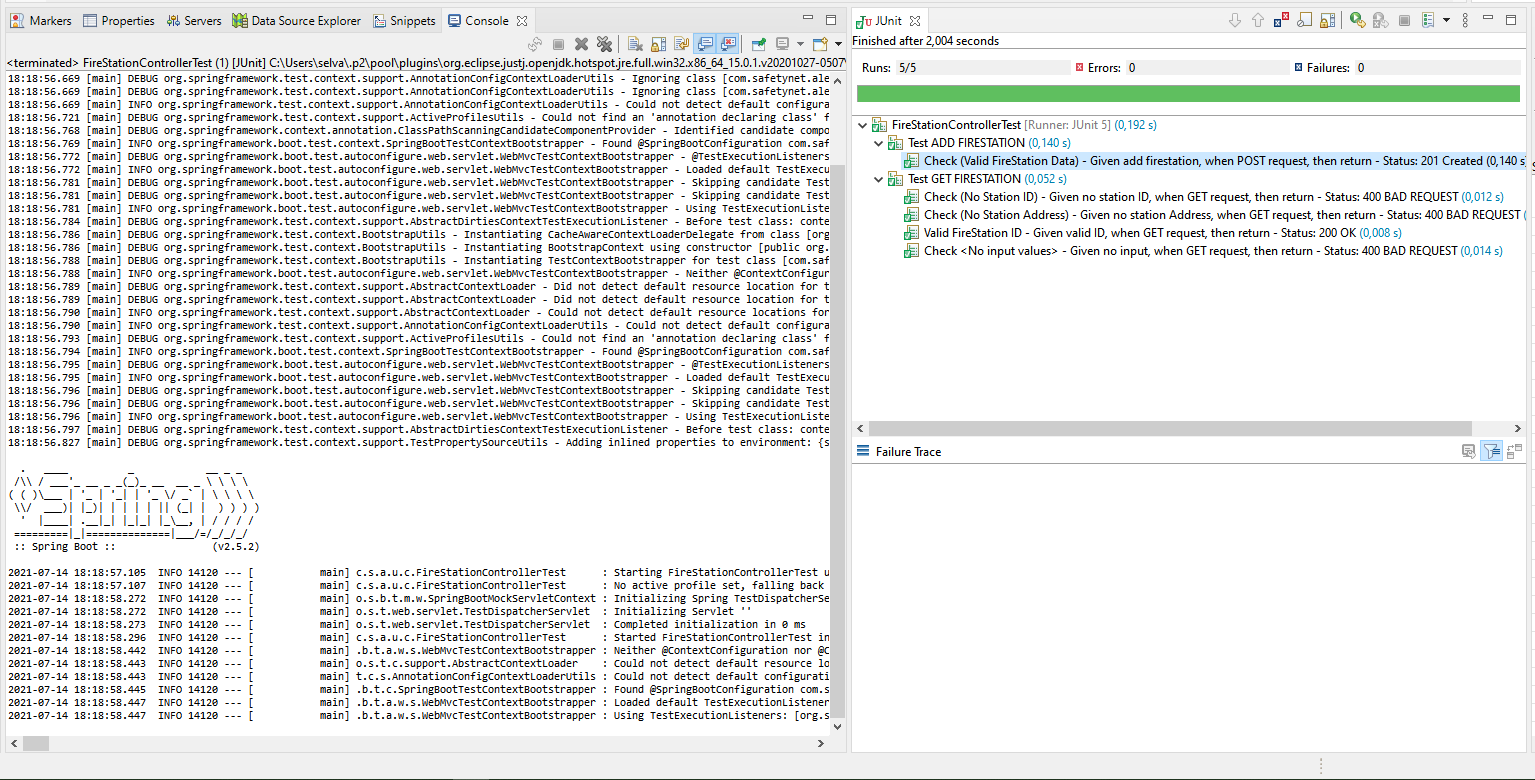 Markers Properties Servers Data Source Explorer Snippets Console
<terminated> FireStationControllerTest (1) [JUnit] C:\Users\selva\.p2\pool\plugins\org.eclipse.justj.openjdk.hotspot.jre.full.win32.x86_64_15.0.1.v20201027-0507\
18:18:56.669 [main] DEBUG org.springframework.test.context.support.AnnotationConfigContextLoaderUtils - Ignoring class [com.safetynet.ale
18:18:56.669 [main] DEBUG org.springframework.test.context.support.AnnotationConfigContextLoaderUtils - Ignoring class [com.safetynet.ale
18:18:56.669 [main] INFO org.springframework.test.context.support.AnnotationConfigContextLoaderUtils - Could not detect default configura
18:18:56.721 [main] DEBUG org.springframework.test.context.support.ActiveProfilesUtils - Could not find an 'annotation declaring class' f
18:18:56.768 [main] DEBUG org.springframework.context.annotation.ClassPathScanningCandidateComponentProvider - Identified candidate compo
18:18:56.769 [main] INFO org.springframework.boot.test.context.SpringBootTestContextBootstrapper - Found @SpringBootConfiguration com.saf
18:18:56.772 [main] DEBUG org.springframework.boot.test.autoconfigure.web.servlet.WebMvcTestContextBootstrapper - @TestExecutionListeners
18:18:56.772 [main] INFO org.springframework.boot.test.autoconfigure.web.servlet.WebMvcTestContextBootstrapper - Loaded default TestExecu
18:18:56.781 [main] DEBUG org.springframework.boot.test.autoconfigure.web.servlet.WebMvcTestContextBootstrapper - Skipping candidate Test
18:18:56.781 [main] DEBUG org.springframework.boot.test.autoconfigure.web.servlet.WebMvcTestContextBootstrapper - Skipping candidate Test
18:18:56.781 [main] INFO org.springframework.boot.test.autoconfigure.web.servlet.WebMvcTestContextBootstrapper - Using TestExecutionListe
18:18:56.784 [main] DEBUG org.springframework.test.context.support.AbstractDirtiesContextTestExecutionListener - Before test class: conte
18:18:56.786 [main] DEBUG org.springframework.test.context.BootstrapUtils - Instantiating CacheAwareContextLoaderDelegate from class [org
18:18:56.786 [main] DEBUG org.springframework.test.context.BootstrapUtils - Instantiating BootstrapContext using constructor [public org.
18:18:56.788 [main] DEBUG org.springframework.test.context.BootstrapUtils - Instantiating TestContextBootstrapper for test class [com.saf
18:18:56.788 [main] INFO org.springframework.boot.test.autoconfigure.web.servlet.WebMvcTestContextBootstrapper - Neither @ContextConfigur
18:18:56.789 [main] DEBUG org.springframework.test.context.support.AbstractContextLoader - Did not detect default resource location for t
18:18:56.789 [main] DEBUG org.springframework.test.context.support.AbstractContextLoader - Did not detect default resource location for t
18:18:56.790 [main] INFO org.springframework.test.context.support.AbstractContextLoader - Could not detect default resource locations for
18:18:56.790 [main] INFO org.springframework.test.context.support.AnnotationConfigContextLoaderUtils - Could not detect default configura
18:18:56.793 [main] DEBUG org.springframework.test.context.support.ActiveProfilesUtils - Could not find an 'annotation declaring class' f
18:18:56.794 [main] INFO org.springframework.boot.test.context.SpringBootTestContextBootstrapper - Found @SpringBootConfiguration com.saf
18:18:56.795 [main] DEBUG org.springframework.boot.test.autoconfigure.web.servlet.WebMvcTestContextBootstrapper - @TestExecutionListeners
18:18:56.795 [main] INFO org.springframework.boot.test.autoconfigure.web.servlet.WebMvcTestContextBootstrapper - Loaded default TestExecu
18:18:56.796 [main] DEBUG org.springframework.boot.test.autoconfigure.web.servlet.WebMvcTestContextBootstrapper - Skipping candidate Test
18:18:56.796 [main] DEBUG org.springframework.boot.test.autoconfigure.web.servlet.WebMvcTestContextBootstrapper - Skipping candidate Test
18:18:56.796 [main] INFO org.springframework.boot.test.autoconfigure.web.servlet.WebMvcTestContextBootstrapper - Using TestExecutionListe
18:18:56.797 [main] DEBUG org.springframework.test.context.support.AbstractDirtiesContextTestExecutionListener - Before test class: conte
18:18:56.827 [main] DEBUG org.springframework.test.context.support.TestPropertySourceUtils - Adding inlined properties to environment: {s
Spring
:: Spring Boot :: (v2.5.2)
2021-07-14 18:18:57.105 INFO 14120 --- [ main] c.s.a.u.c.FireStationControllerTest : Starting FireStationControllerTest u
2021-07-14 18:18:57.107 INFO 14120 --- [ main] c.s.a.u.c.FireStationControllerTest : No active profile set, falling back
2021-07-14 18:18:58.272 INFO 14120 --- [ main] o.s.b.t.m.w.SpringBootMockServletContext : Initializing Spring TestDispatcherSe
2021-07-14 18:18:58.272 INFO 14120 --- [ main] o.s.t.web.servlet.TestDispatcherServlet : Initializing Servlet ''
2021-07-14 18:18:58.273 INFO 14120 --- [ main] o.s.t.web.servlet.TestDispatcherServlet : Completed initialization in 0 ms
2021-07-14 18:18:58.296 INFO 14120 --- [ main] c.s.a.u.c.FireStationControllerTest : Started FireStationControllerTest in
2021-07-14 18:18:58.442 INFO 14120 --- [ main] .b.t.a.w.s.WebMvcTestContextBootstrapper : Neither @ContextConfiguration nor @C
2021-07-14 18:18:58.443 INFO 14120 --- [ main] o.s.t.c.support.AbstractContextLoader : Could not detect default resource lo
2021-07-14 18:18:58.443 INFO 14120 --- [ main] t.c.s.AnnotationConfigContextLoaderUtils : Could not detect default configurati
2021-07-14 18:18:58.445 INFO 14120 --- [ main] .b.t.c.SpringBootTestContextBootstrapper : Found @SpringBootConfiguration com.s
2021-07-14 18:18:58.447 INFO 14120 --- [ main] .b.t.a.w.s.WebMvcTestContextBootstrapper : Loaded default TestExecutionListener
2021-07-14 18:18:58.447 INFO 14120 --- [ main] .b.t.a.w.s.WebMvcTestContextBootstrapper : Using TestExecutionListeners: [org.s
JUnit
Finished after 2,004 seconds
Runs: 5/5 Errors: 0 Failures: 0
FireStationControllerTest [Runner: JUnit 5] (0,192 s)
Test ADD FIRESTATION (0,140 s)
Check (Valid FireStation Data) - Given add firestation, when POST request, then return - Status: 201 Created (0,140 s
Test GET FIRESTATION (0,052 s)
Check (No Station ID) - Given no station ID, when GET request, then return - Status: 400 BAD REQUEST (0,012 s)
Check (No Station Address) - Given no station Address, when GET request, then return - Status: 400 BAD REQUEST (
Valid FireStation ID - Given valid ID, when GET request, then return - Status: 200 OK (0,008 s)
Check <No input values> - Given no input, when GET request, then return - Status: 400 BAD REQUEST (0,014 s)
Failure Trace